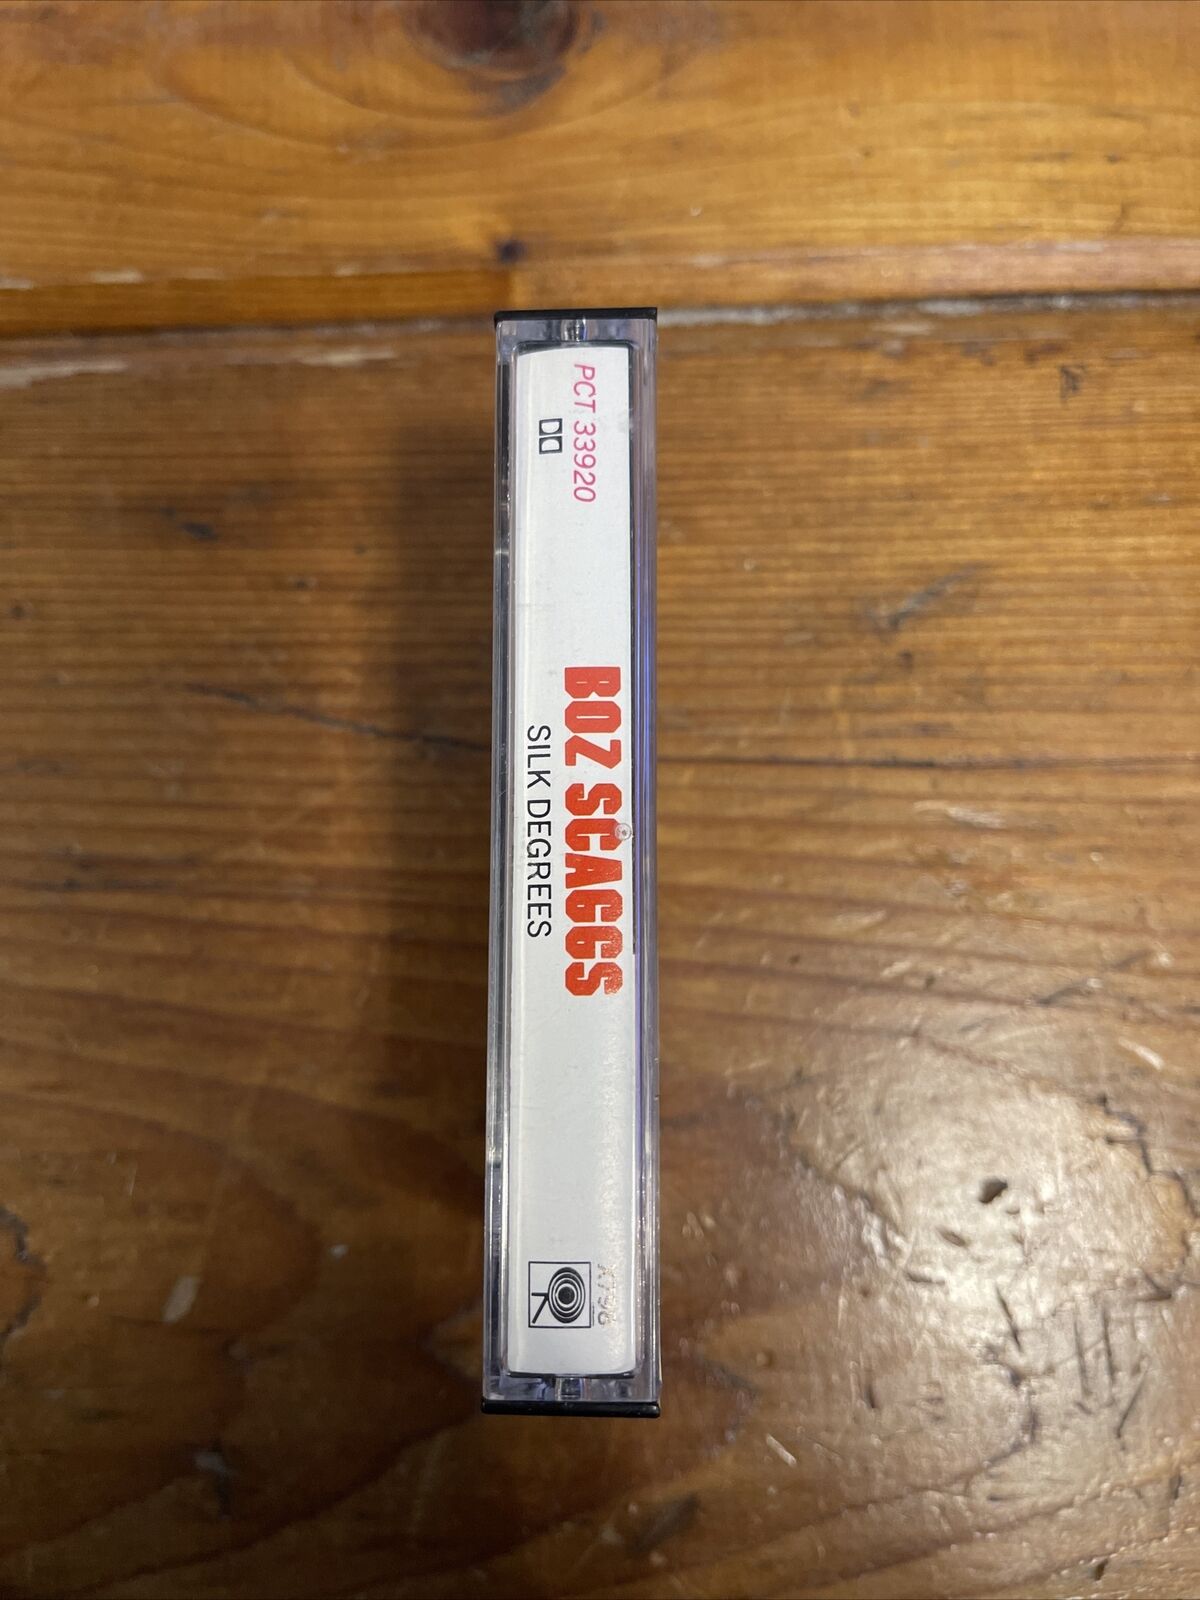 PCT 33920
BOZ SCAGGS
SILK DEGREES